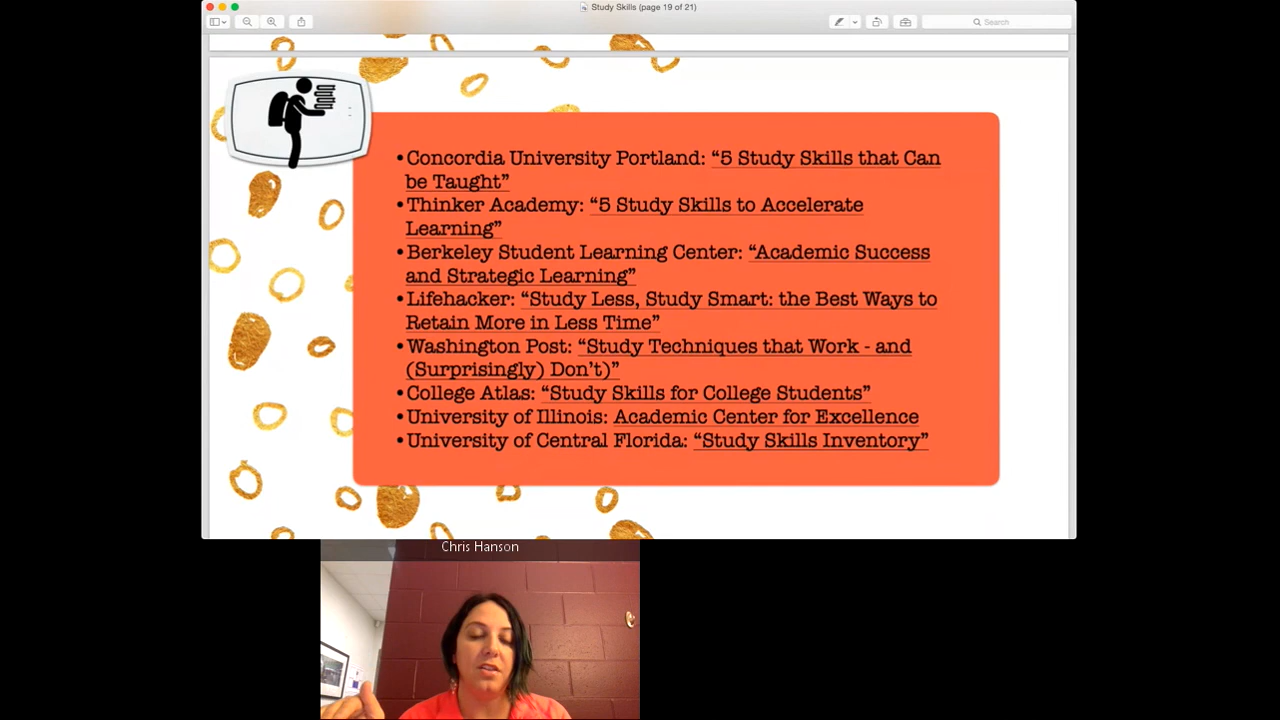 Study Skills (page 19 of 21)
Search
•Concordia University Portland: “5 Study Skills that Can
be Taught”
•Thinker Academy: “5 Study Skills to Accelerate
Learning”
•Berkeley Student Learning Center: “Academic Success
and Strategic Learning”
•Lifehacker: “Study Less, Study Smart: the Best Ways to
Retain More in Less Time”
•Washington Post: “Study Techniques that Work - and
(Surprisingly) Don’t)”
•College Atlas: “Study Skills for College Students”
•University of Illinois: Academic Center for Excellence
•University of Central Florida: “Study Skills Inventory”
Chris Hanson